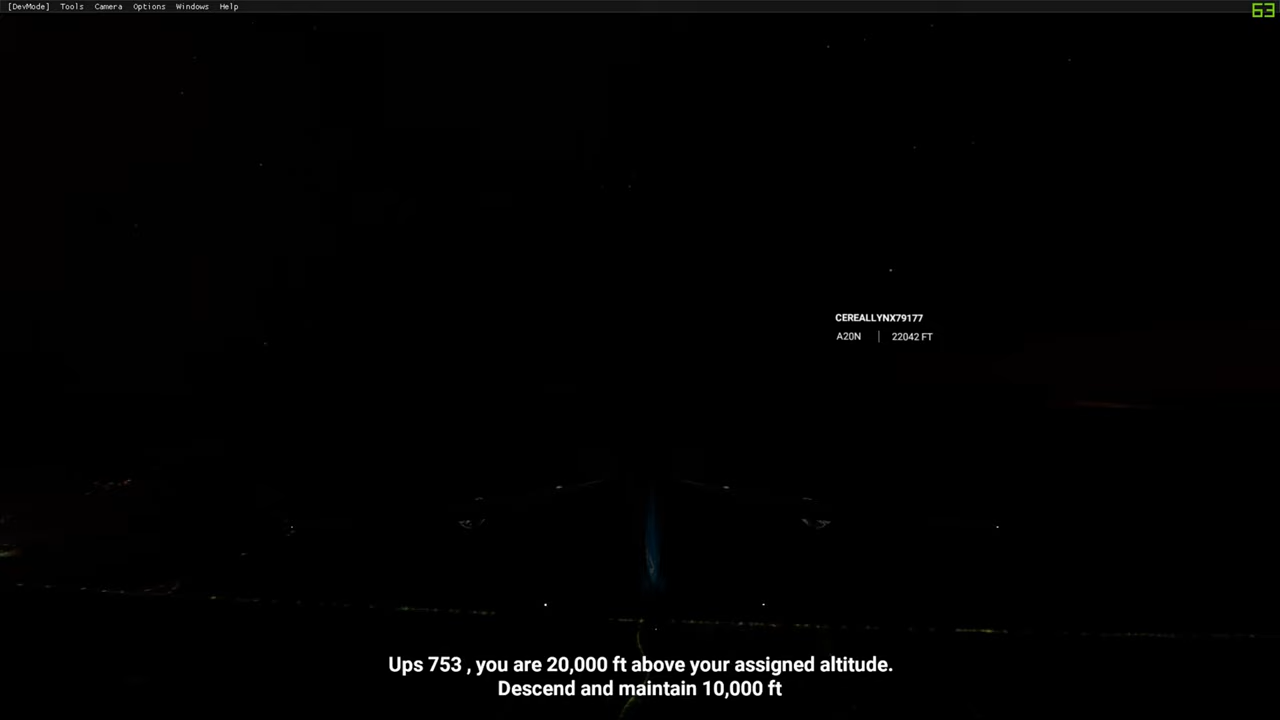 [DevMode] Tools Camera Options Windows Help
63
CEREALLYNX79177
A20N | 22042 FT
Ups 753 , you are 20,000 ft above your assigned altitude.
Descend and maintain 10,000 ft